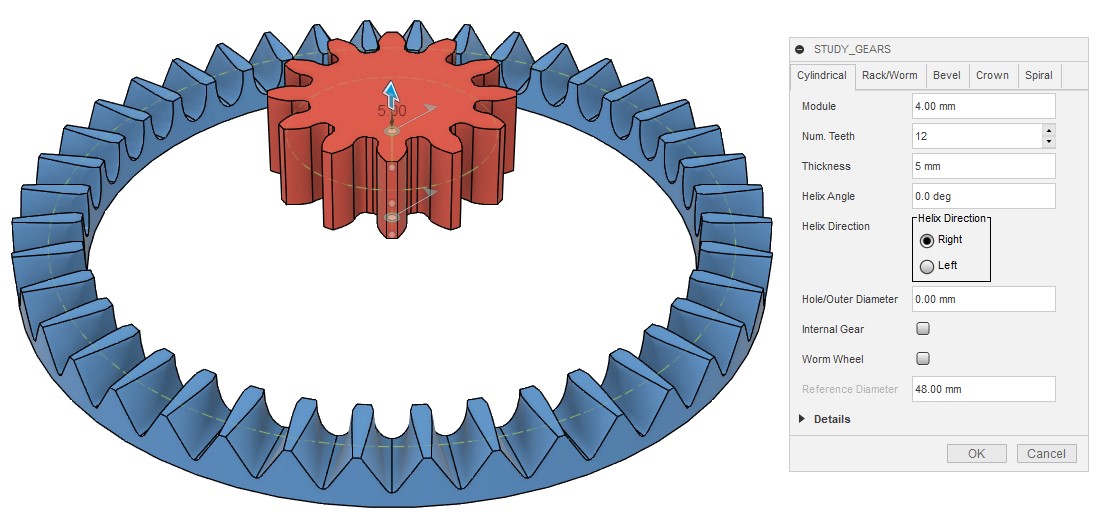 STUDY_GEARS
Cylindrical Rack/Worm Bevel Crown Spiral
Module 4.00 mm
Num. Teeth 12
Thickness 5 mm
Helix Angle 0.0 deg
Helix Direction Helix Direction
Right
Left
Hole/Outer Diameter 0.00 mm
Internal Gear
Worm Wheel
Reference Diameter 48.00 mm
Details
OK Cancel
5.00